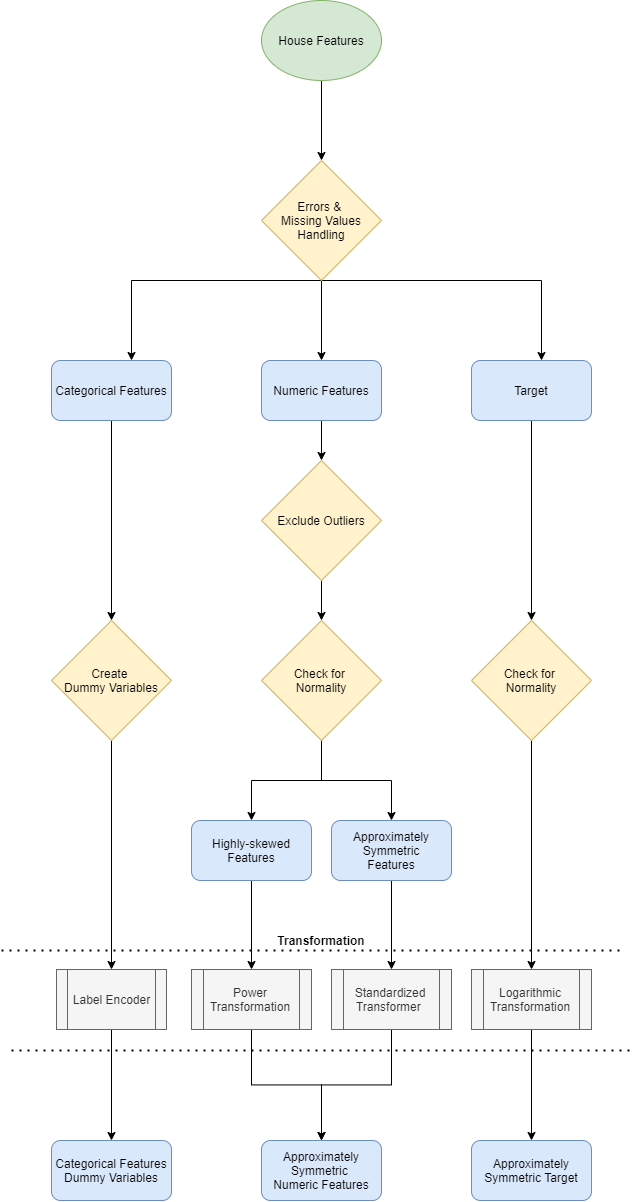 House Features
Errors &
Missing Values
Handling
Categorical Features
Numeric Features
Target
Exclude Outliers
Create
Dummy Variables
Check for
Normality
Check for
Normality
Highly-skewed
Features
Approximately
Symmetric
Features
Transformation
Label Encoder
Power
Transformation
Standardized
Transformer
Logarithmic
Transformation
Categorical Features
Dummy Variables
Approximately
Symmetric
Numeric Features
Approximately
Symmetric Target